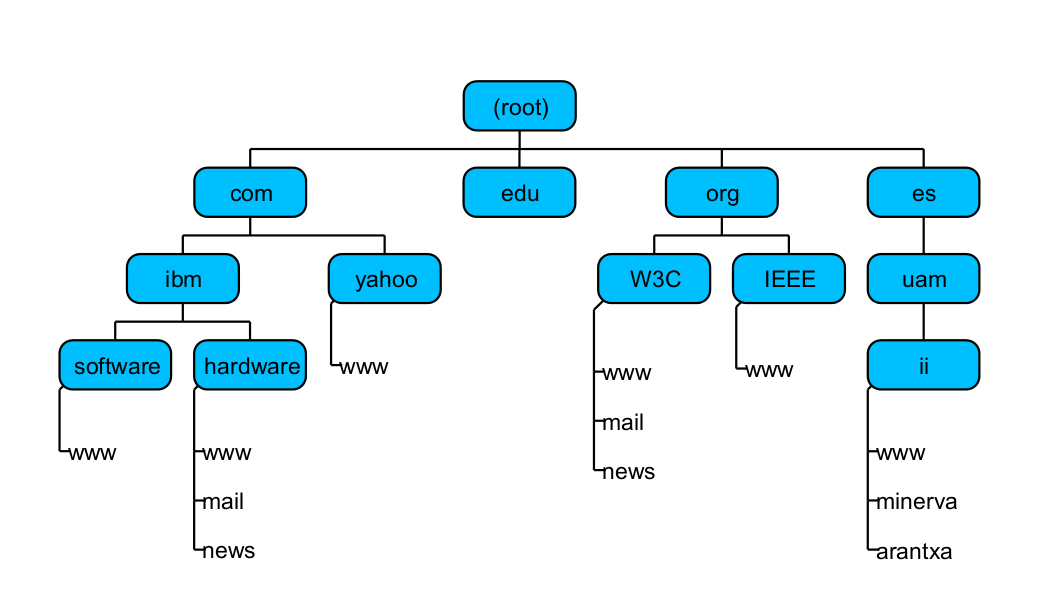 (root)
com
edu
org
es
ibm
yahoo
W3C
IEEE
uam
software
hardware
www
www
www
ii
mail
news
www
www
www
mail
minerva
news
arantxa